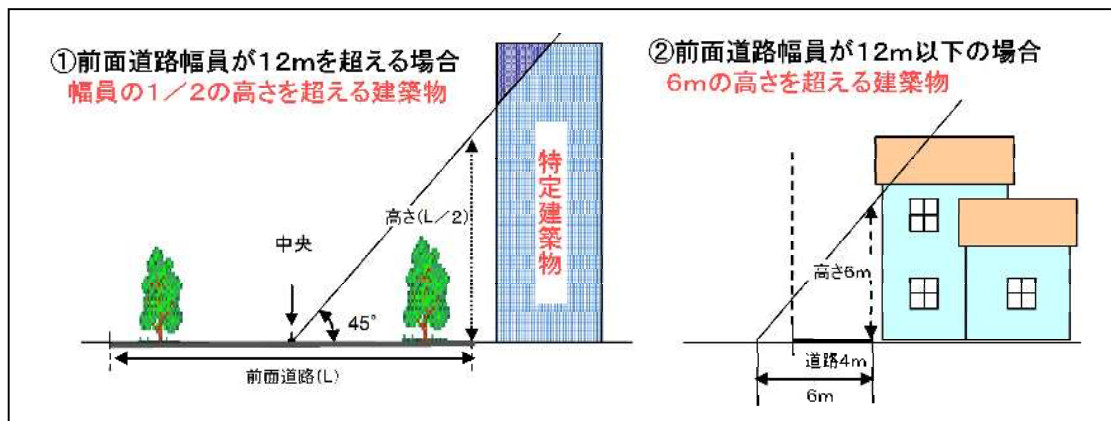 ①前面道路幅員が12mを超える場合
幅員の1/2の高さを超える建築物
特定建築物
高さ(L/2)
中央
45°
前面道路(L)
②前面道路幅員が12m以下の場合
6mの高さを超える建築物
高さ6m
道路4m
6m